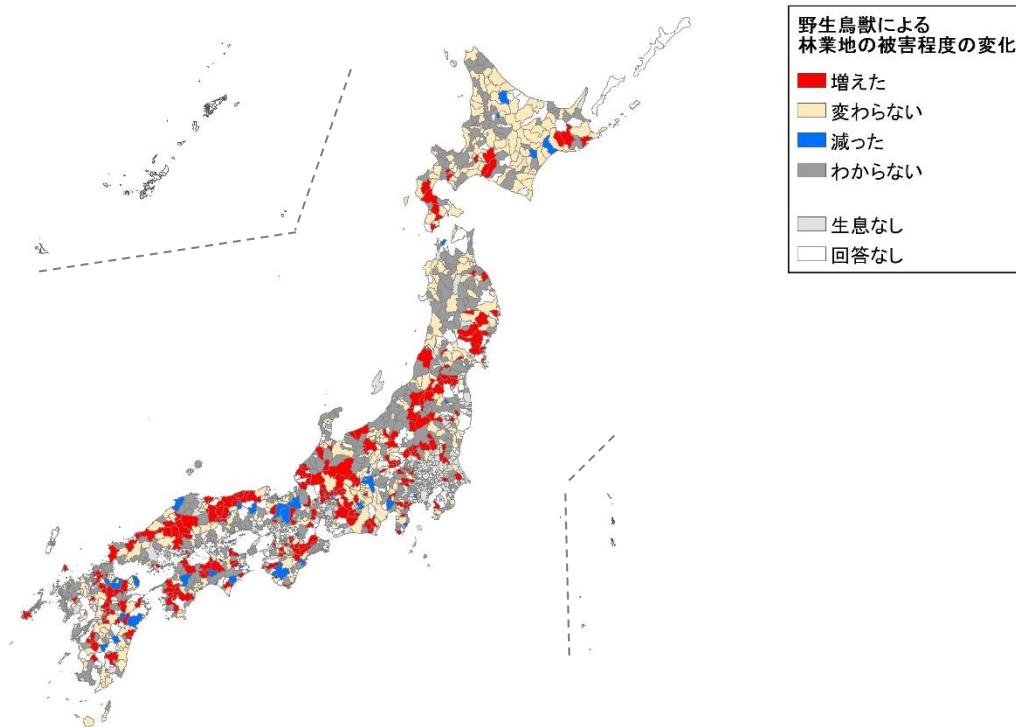 野生鳥獣による
林業地の被害程度の変化
増えた
変わらない
減った
わからない
生息なし
回答なし